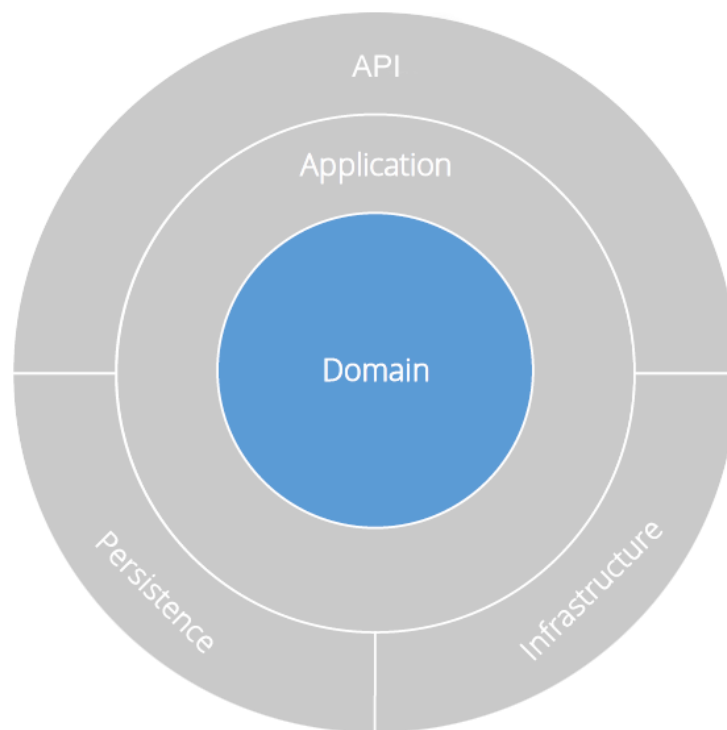 API
Application
Domain
Persistence
Infrastructure